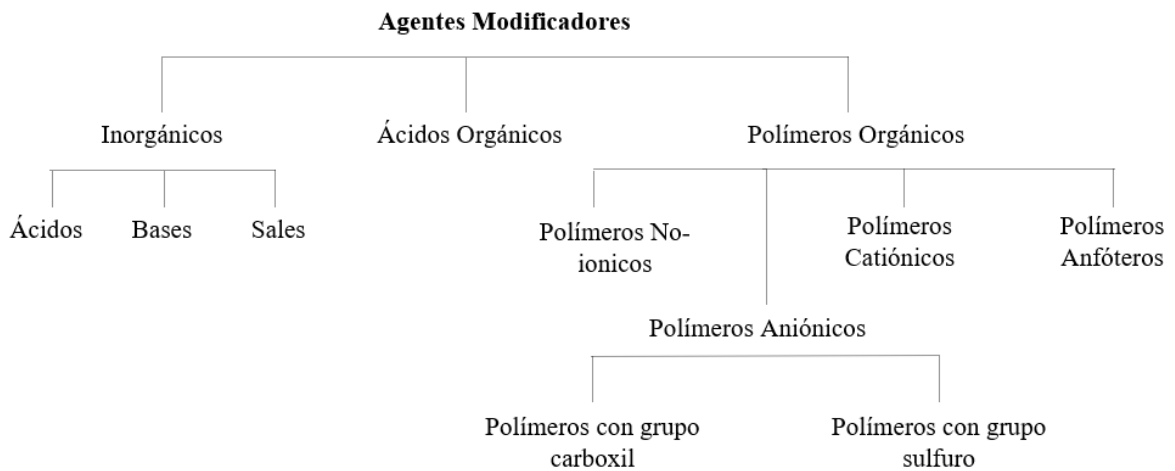 Agentes Modificadores
Inorgánicos
Ácidos Orgánicos
Polímeros Orgánicos
Ácidos
Bases
Sales
Polímeros No-
ionicos
Polímeros
Catiónicos
Polímeros
Anfóteros
Polímeros Aniónicos
Polímeros con grupo
carboxil
Polímeros con grupo
sulfuro